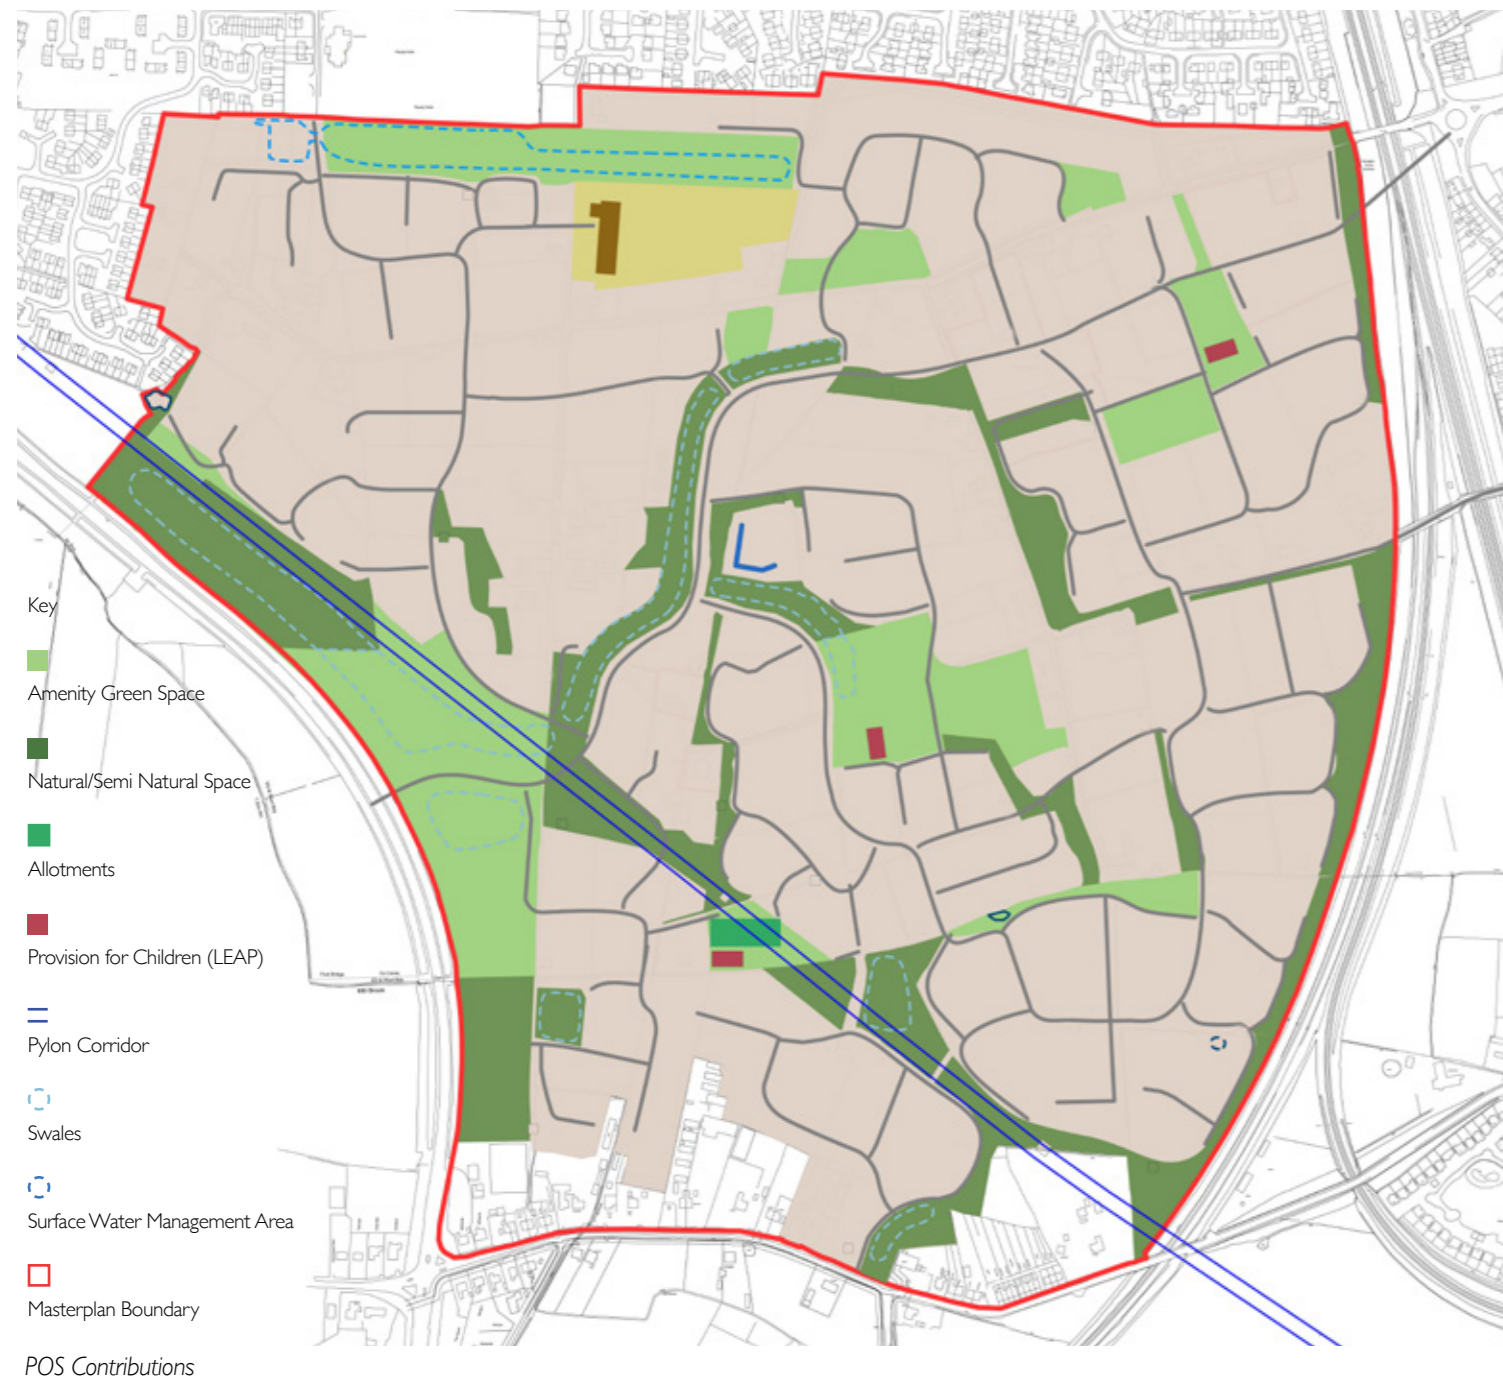 Key
Amenity Green Space
Natural/Semi Natural Space
Allotments
Provision for Children (LEAP)
Pylon Corridor
Swales
Surface Water Management Area
Masterplan Boundary
POS Contributions